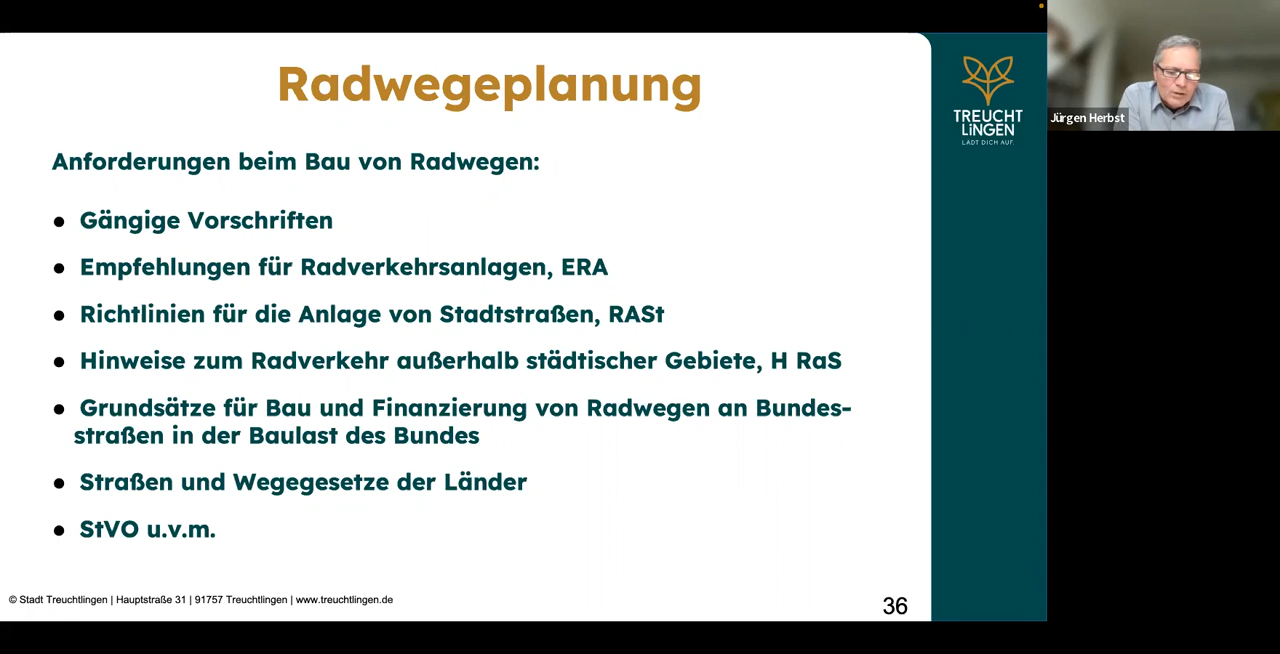 Radwegeplanung
Anforderungen beim Bau von Radwegen:
● Gängige Vorschriften
● Empfehlungen für Radverkehrsanlagen, ERA
● Richtlinien für die Anlage von Stadtstraßen, RASt
● Hinweise zum Radverkehr außerhalb städtischer Gebiete, H RaS
● Grundsätze für Bau und Finanzierung von Radwegen an Bundes-
straßen in der Baulast des Bundes
● Straßen und Wegegesetze der Länder
● StVO u.v.m.
© Stadt Treuchtlingen | Hauptstraße 31 | 91757 Treuchtlingen | www.treuchtlingen.de
36
TREUCHT
LiNGEN
LÄDT DICH AUF.
Jürgen Herbst